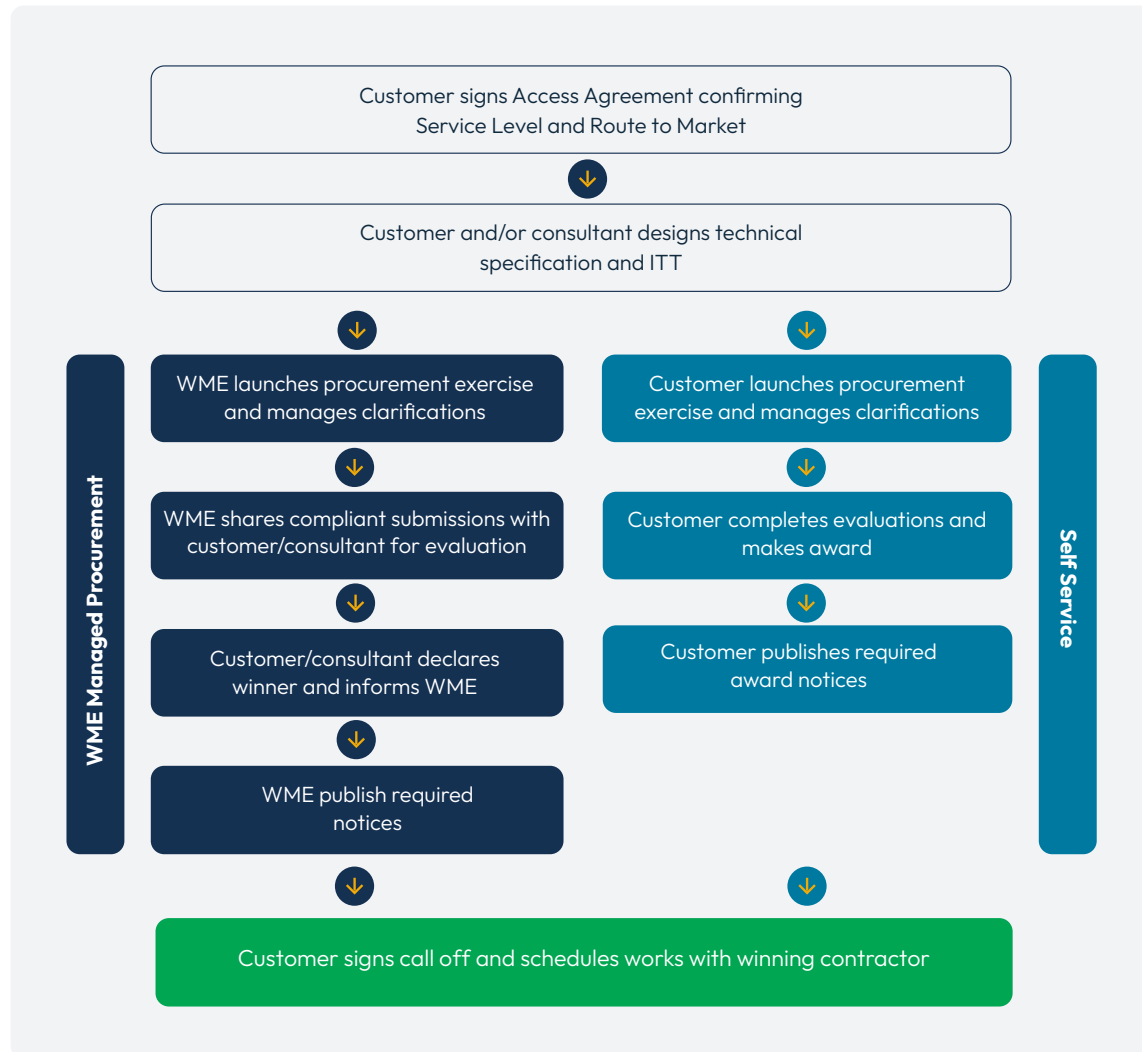 Customer signs Access Agreement confirming
Service Level and Route to Market
Customer and/or consultant designs technical
specification and ITT
WME Managed Procurement
WME launches procurement exercise
and manages clarifications
WME shares compliant submissions with
customer/consultant for evaluation
Customer/consultant declares
winner and informs WME
WME publish required
notices
Customer launches procurement
exercise and manages clarifications
Customer completes evaluations and
makes award
Customer publishes required
award notices
Self Service
Customer signs call off and schedules works with winning contractor